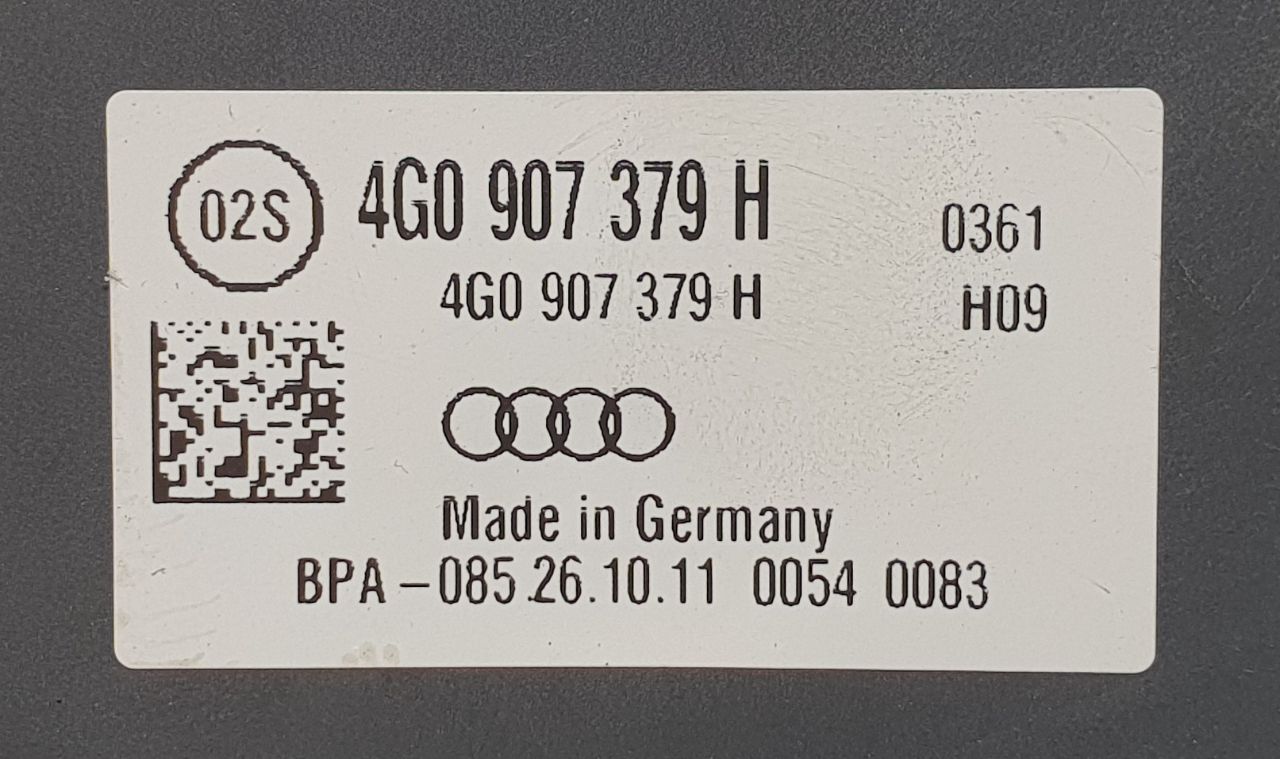 02S 4G0 907 379 H 0361
4G0 907 379 H H09
Made in Germany
BPA –085 26.10.11 0054 0083